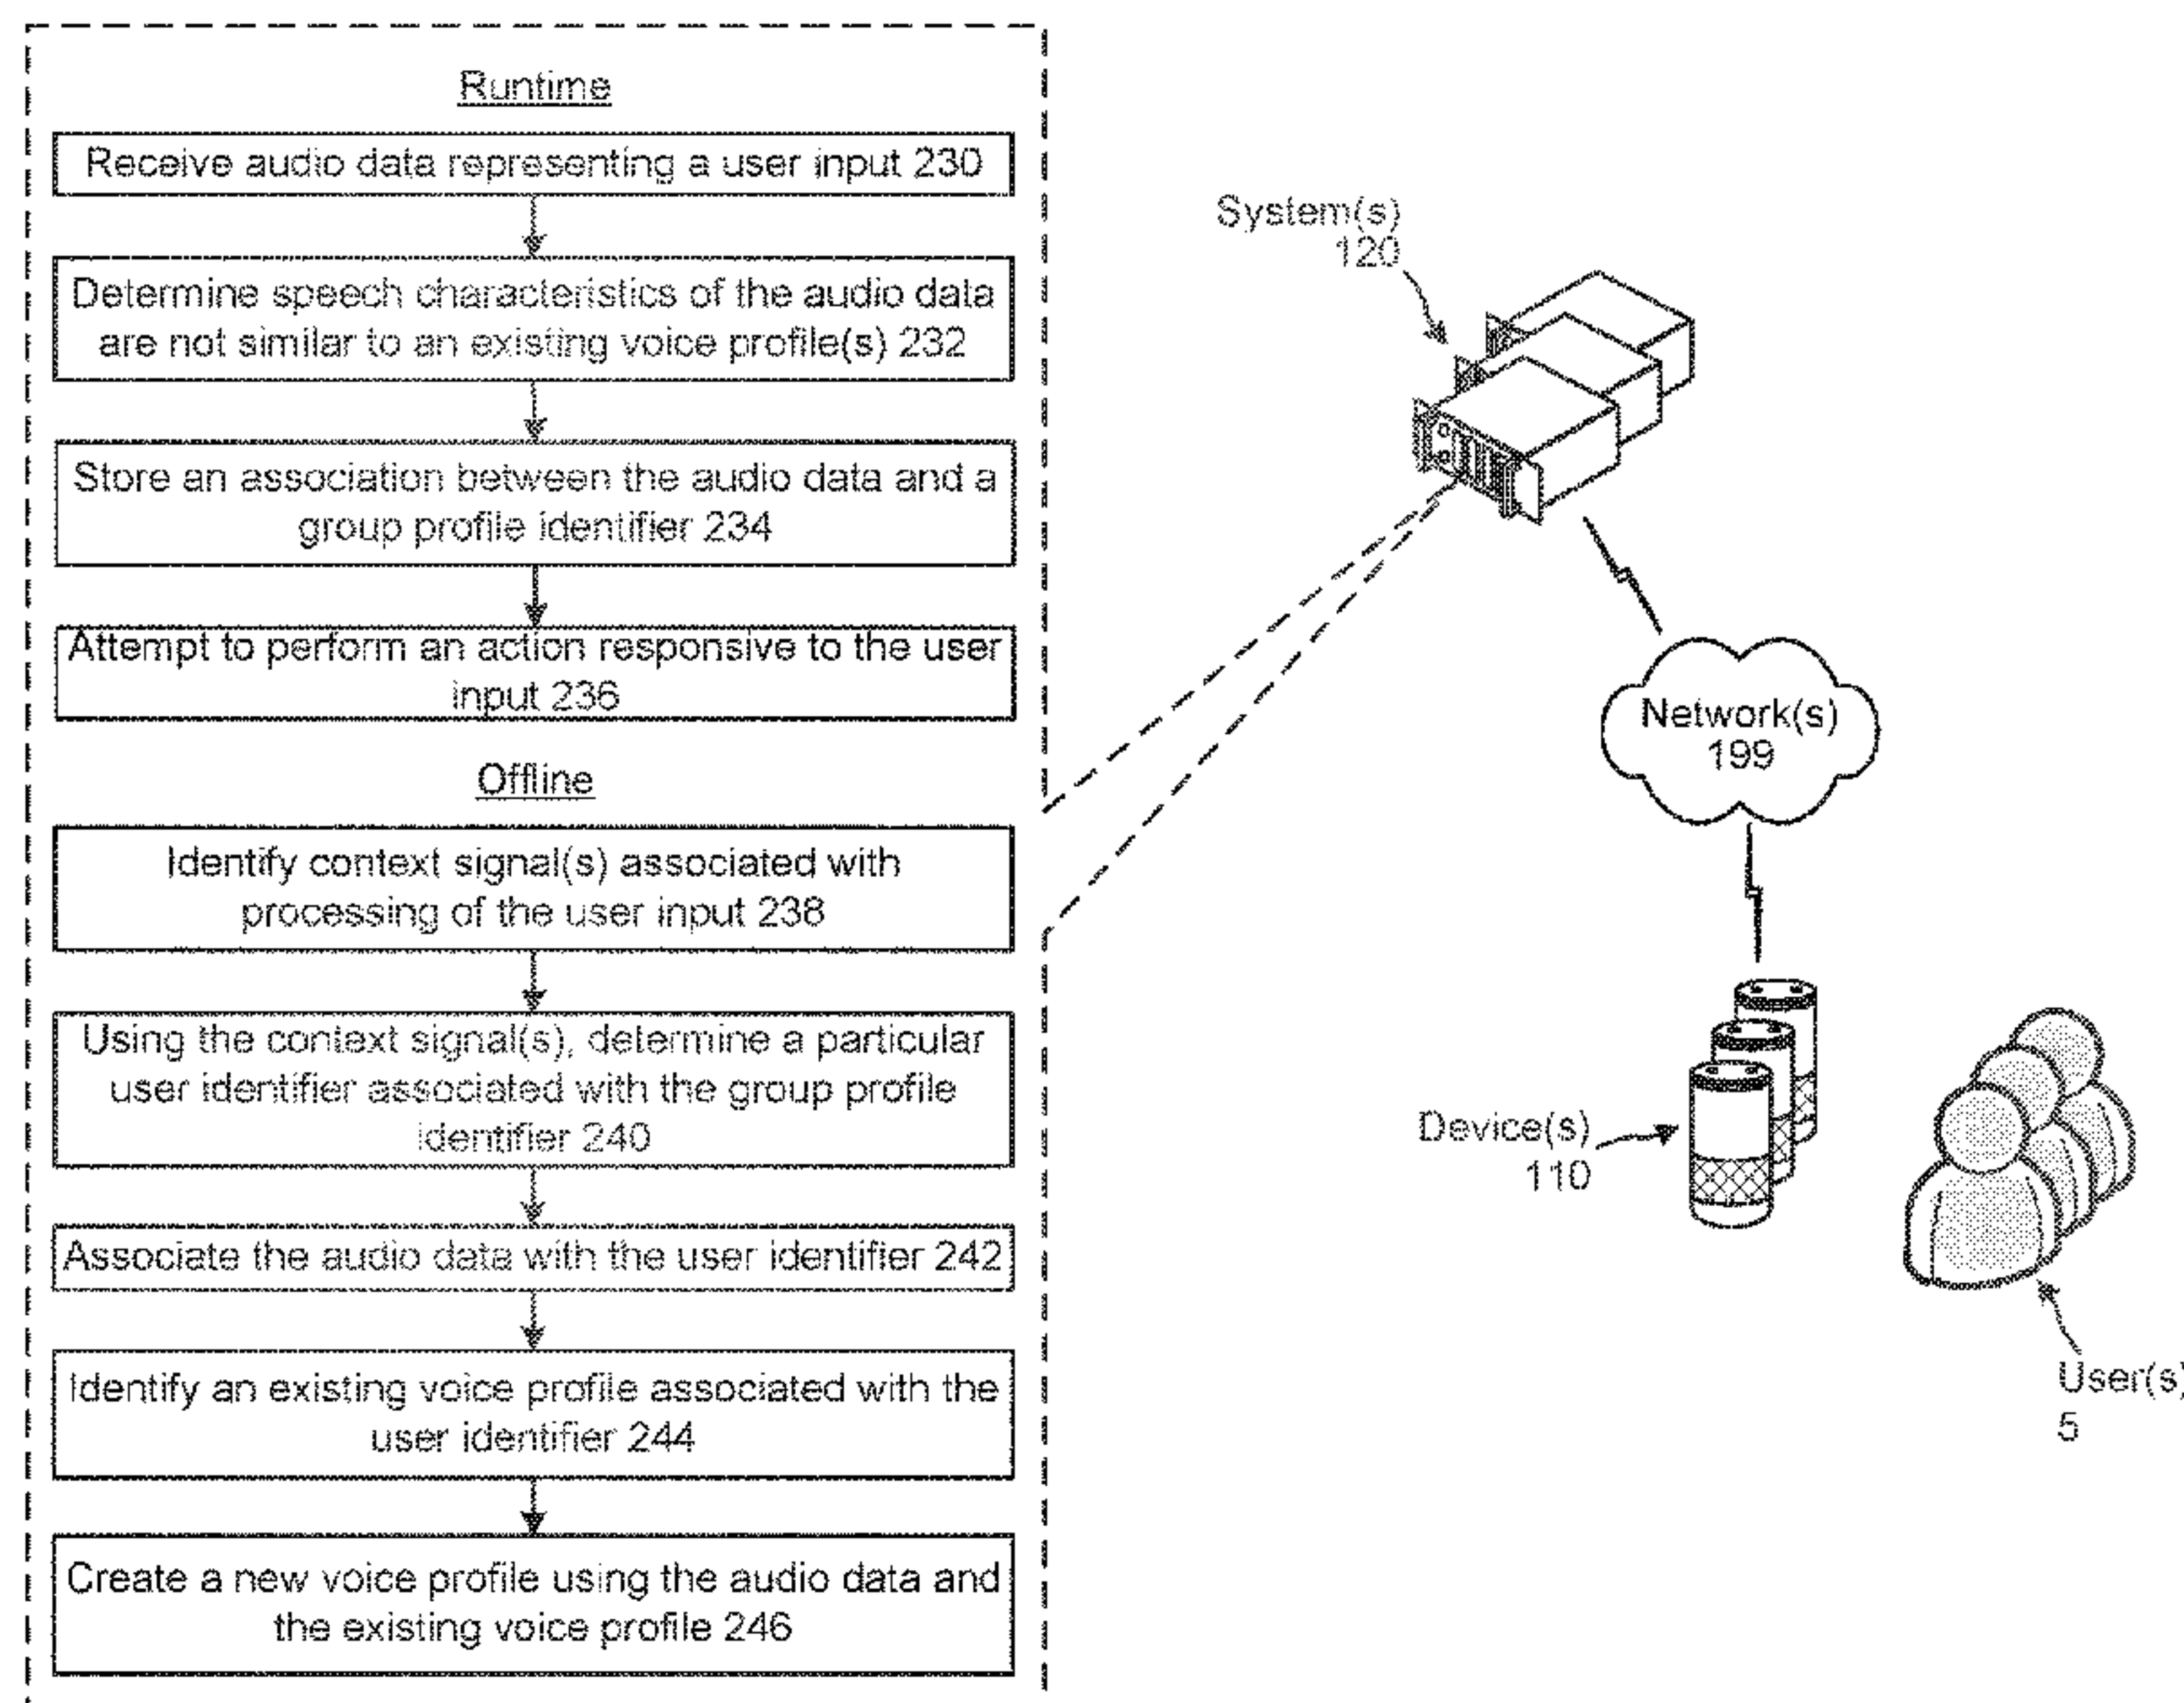 Runtime
Receive audio data representing a user input 230
Determine speech characteristics of the audio data
are not similar to an existing voice profile(s) 232
Store an association between the audio data and a
group profile identifier 234
Attempt to perform an action responsive to the user
input 236
Offline
Identify context signal(s) associated with
processing of the user input 238
Using the context signal(s), determine a particular
user identifier associated with the group profile
identifier 240
Associate the audio data with the user identifier 242
Identify an existing voice profile associated with the
user identifier 244
Create a new voice profile using the audio data and
the existing voice profile 246
System(s)
120
Network(s)
199
Device(s)
110
User(s)
5